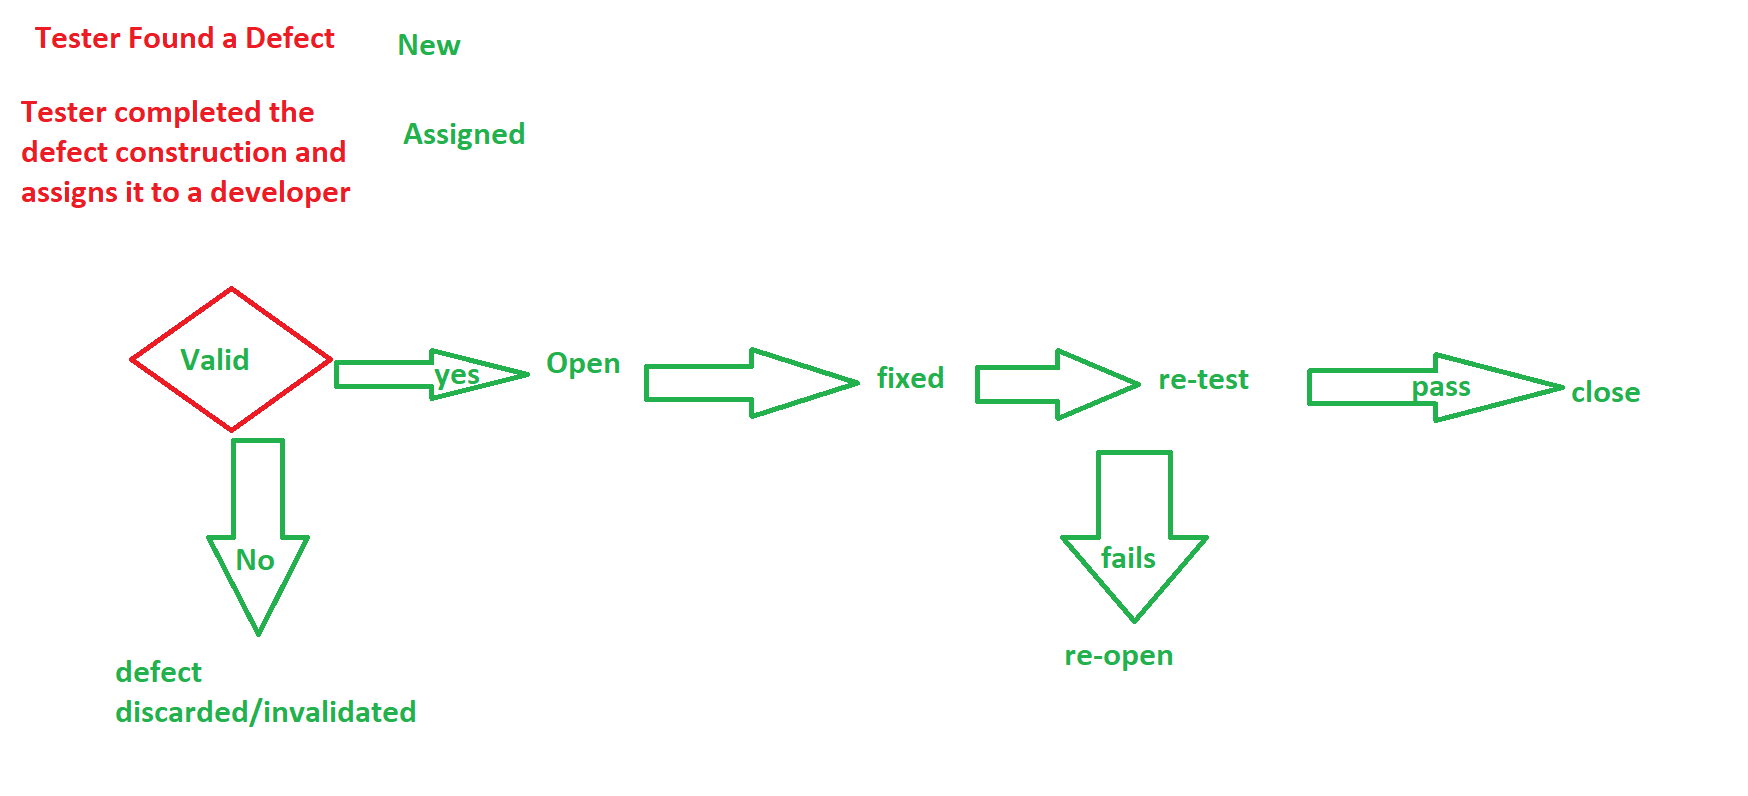 Tester Found a Defect
New
Tester completed the
defect construction and
assigns it to a developer
Assigned
Valid
yes
Open
fixed
re-test
pass
close
No
fails
defect
discarded/invalidated
re-open